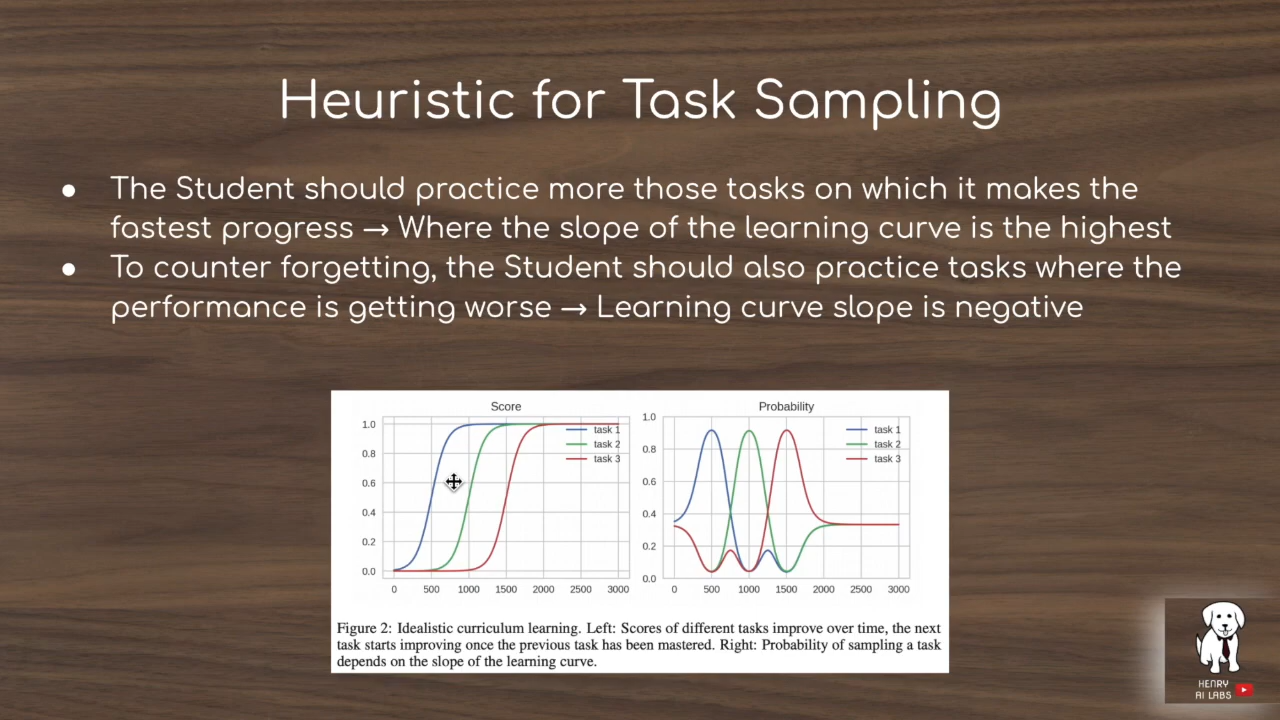 Heuristic for Task Sampling
● The Student should practice more those tasks on which it makes the
fastest progress → Where the slope of the learning curve is the highest
● To counter forgetting, the Student should also practice tasks where the
performance is getting worse → Learning curve slope is negative
Score
1.0
0.8
0.6
0.4
0.2
0.0
0 500 1000 1500 2000 2500 3000
task 1
task 2
task 3
Probability
1.0
0.8
0.6
0.4
0.2
0.0
0 500 1000 1500 2000 2500 3000
task 1
task 2
task 3
Figure 2: Idealistic curriculum learning. Left: Scores of different tasks improve over time, the next
task starts improving once the previous task has been mastered. Right: Probability of sampling a task
depends on the slope of the learning curve.
HENRY
AI LABS